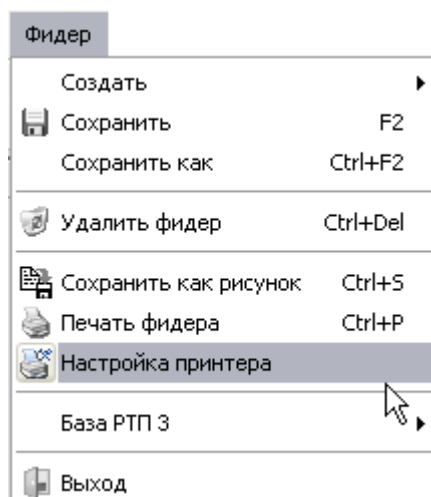 Фидер
Создать
Сохранить F2
Сохранить как Ctrl+F2
Удалить фидер Ctrl+Del
Сохранить как рисунок Ctrl+S
Печать фидера Ctrl+P
Настройка принтера
База РТП 3
Выход